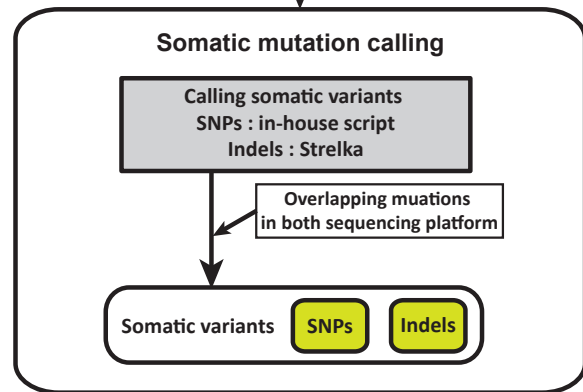 Somatic mutation calling
Calling somatic variants
SNPs : in-house script
Indels : Strelka
Overlapping muations
in both sequencing platform
Somatic variants SNPs Indels